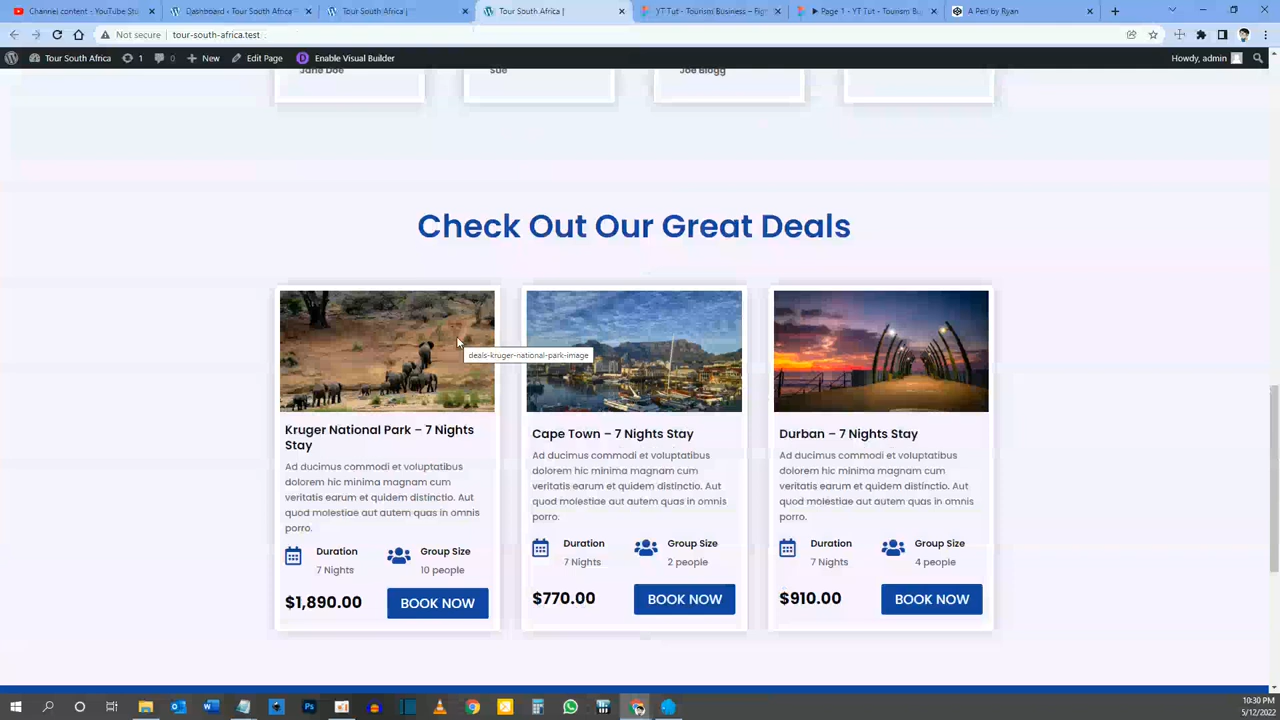 Channel content - YouTube Stud
Dashboard ‹ Tour South Africa
Tour South Africa |
Tour South Africa |
YT Tut - Tourism Business – Figm
Page 1 - YT Tut - Tourism Bus
A Pen by Ryan
Not secure | tour-south-africa.test
Tour South Africa
1
0
New
Edit Page
D
Enable Visual Builder
Howdy, admin
Jane Doe
Sue
Joe Blogg
Check Out Our Great Deals
deals-kruger-national-park-image
Kruger National Park – 7 Nights
Stay
Ad ducimus commodi et voluptatibus
dolorem hic minima magnam cum
veritatis earum et quidem distinctio. Aut
quod molestiae aut autem quas in omnis
porro.
Duration
7 Nights
Group Size
10 people
$1,890.00
BOOK NOW
Cape Town – 7 Nights Stay
Ad ducimus commodi et voluptatibus
dolorem hic minima magnam cum
veritatis earum et quidem distinctio. Aut
quod molestiae aut autem quas in omnis
porro.
Duration
7 Nights
Group Size
2 people
$770.00
BOOK NOW
Durban – 7 Nights Stay
Ad ducimus commodi et voluptatibus
dolorem hic minima magnam cum
veritatis earum et quidem distinctio. Aut
quod molestiae aut autem quas in omnis
porro.
Duration
7 Nights
Group Size
4 people
$910.00
BOOK NOW
10:30 PM
5/12/2022